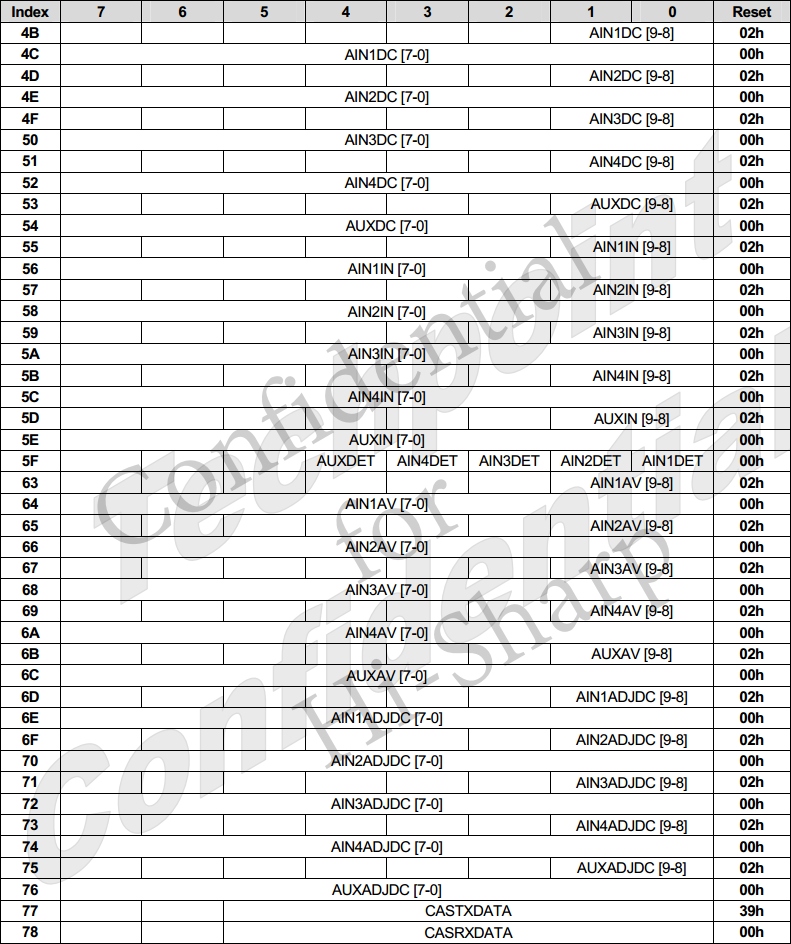 Index 7 6 5 4 3 2 1 0 Reset
4B AIN1DC [9-8] 02h
4C AIN1DC [7-0] 00h
4D AIN2DC [9-8] 02h
4E AIN2DC [7-0] 00h
4F AIN3DC [9-8] 02h
50 AIN3DC [7-0] 00h
51 AIN4DC [9-8] 02h
52 AIN4DC [7-0] 00h
53 AUXDC [9-8] 02h
54 AUXDC [7-0] 00h
55 AIN1IN [9-8] 02h
56 AIN1IN [7-0] 00h
57 AIN2IN [9-8] 02h
58 AIN2IN [7-0] 00h
59 AIN3IN [9-8] 02h
5A AIN3IN [7-0] 00h
5B AIN4IN [9-8] 02h
5C AIN4IN [7-0] 00h
5D AUXIN [9-8] 02h
5E AUXIN [7-0] 00h
5F AUXDET AIN4DET AIN3DET AIN2DET AIN1DET 00h
63 AIN1AV [9-8] 02h
64 AIN1AV [7-0] 00h
65 AIN2AV [9-8] 02h
66 AIN2AV [7-0] 00h
67 AIN3AV [9-8] 02h
68 AIN3AV [7-0] 00h
69 AIN4AV [9-8] 02h
6A AIN4AV [7-0] 00h
6B AUXAV [9-8] 02h
6C AUXAV [7-0] 00h
6D AIN1ADJDC [9-8] 02h
6E AIN1ADJDC [7-0] 00h
6F AIN2ADJDC [9-8] 02h
70 AIN2ADJDC [7-0] 00h
71 AIN3ADJDC [9-8] 02h
72 AIN3ADJDC [7-0] 00h
73 AIN4ADJDC [9-8] 02h
74 AIN4ADJDC [7-0] 00h
75 AUXADJDC [9-8] 02h
76 AUXADJDC [7-0] 00h
77 CASTXDATA 39h
78 CASRXDATA 00h
Techpoint
Confidential
Confidential
for
Hi-Sharp